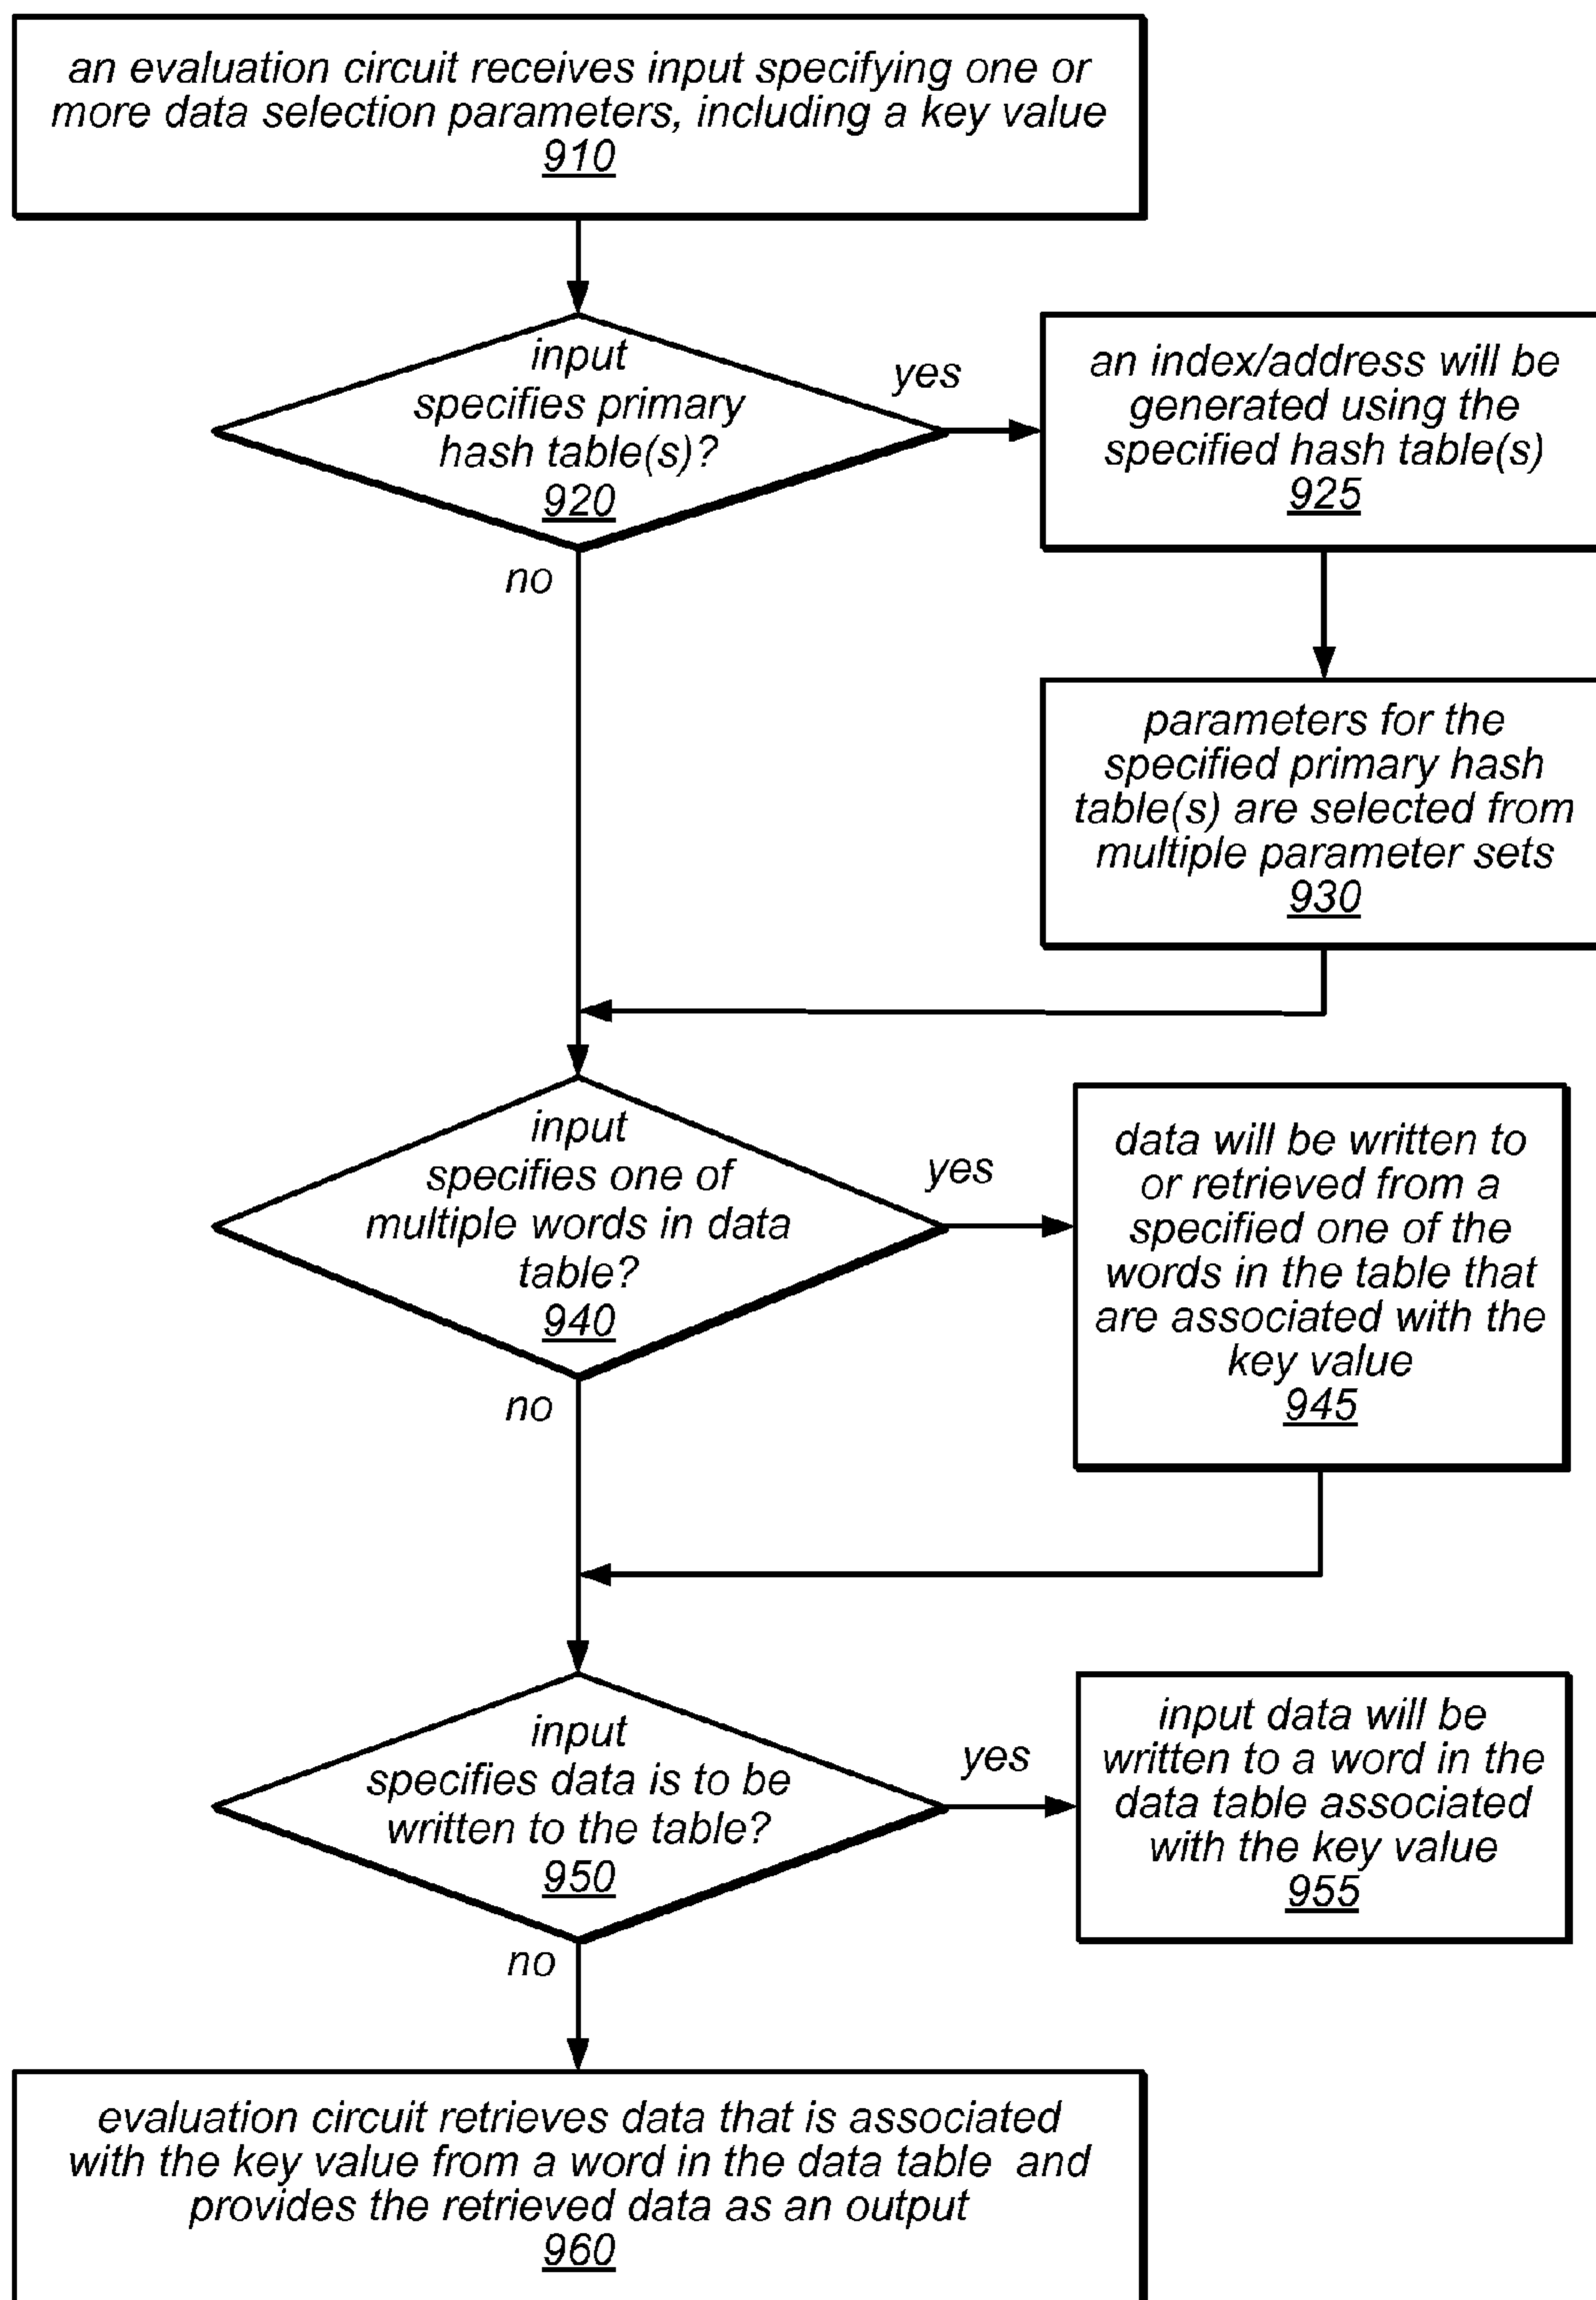 an evaluation circuit receives input specifying one or
more data selection parameters, including a key value
910
input
specifies primary
hash table(s)?
920
yes
an index/address will be
generated using the
specified hash table(s)
925
no
parameters for the
specified primary hash
table(s) are selected from
multiple parameter sets
930
input
specifies one of
multiple words in data
table?
940
yes
data will be written to
or retrieved from a
specified one of the
words in the table that
are associated with the
key value
945
no
input
specifies data is to be
written to the table?
950
yes
input data will be
written to a word in the
data table associated
with the key value
955
no
evaluation circuit retrieves data that is associated
with the key value from a word in the data table and
provides the retrieved data as an output
960